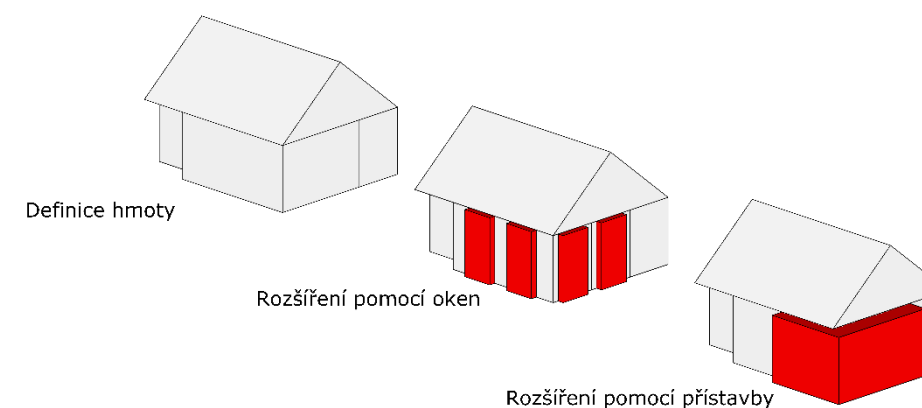 Definice hmoty
Rozšíření pomocí oken
Rozšíření pomocí přístavby